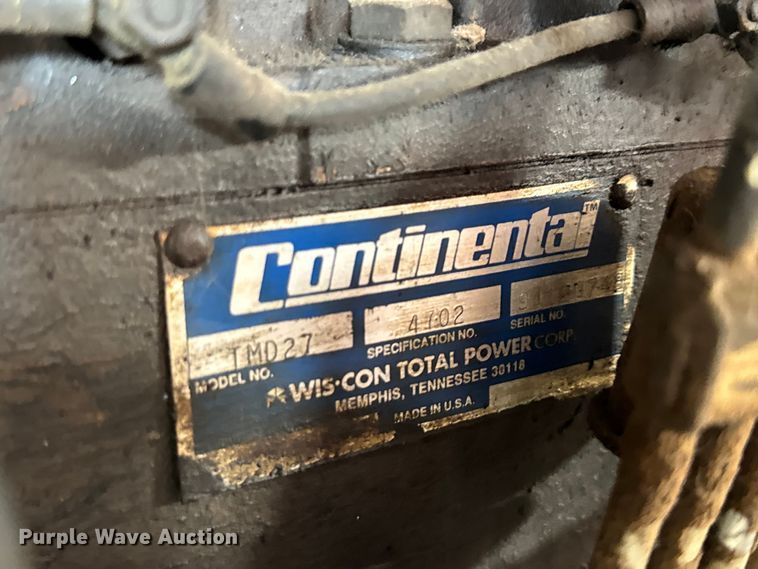 Continental™
TMD27
4702
MODEL NO.
SPECIFICATION NO.
SERIAL NO.
WIS·CON TOTAL POWER CORP.
MEMPHIS, TENNESSEE 30118
MADE IN U.S.A.
Purple Wave Auction